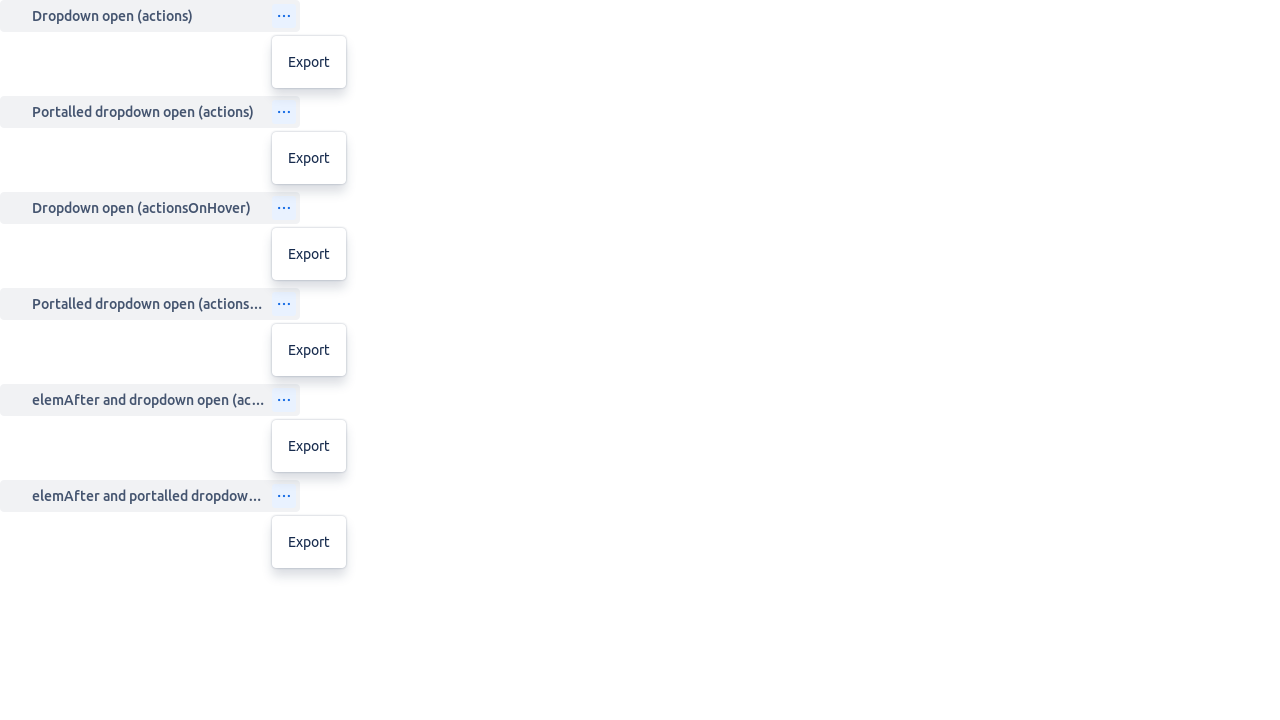 Dropdown open (actions)
Export
Portalled dropdown open (actions)
Export
Dropdown open (actionsOnHover)
Export
Portalled dropdown open (actions...
Export
elemAfter and dropdown open (ac...
Export
elemAfter and portalled dropdow...
Export